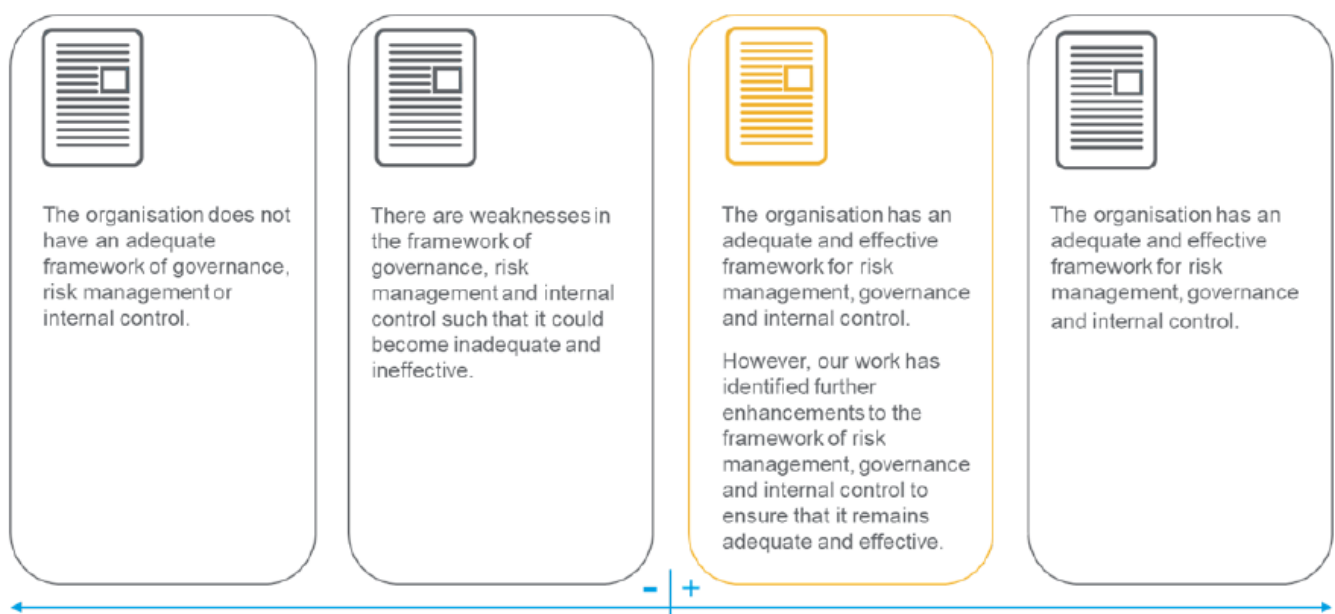 The organisation does not
have an adequate
framework of governance,
risk management or
internal control.
There are weaknesses in
the framework of
governance, risk
management and internal
control such that it could
become inadequate and
ineffective.
The organisation has an
adequate and effective
framework for risk
management, governance
and internal control.
However, our work has
identified further
enhancements to the
framework of risk
management, governance
and internal control to
ensure that it remains
adequate and effective.
The organisation has an
adequate and effective
framework for risk
management, governance
and internal control.
- +